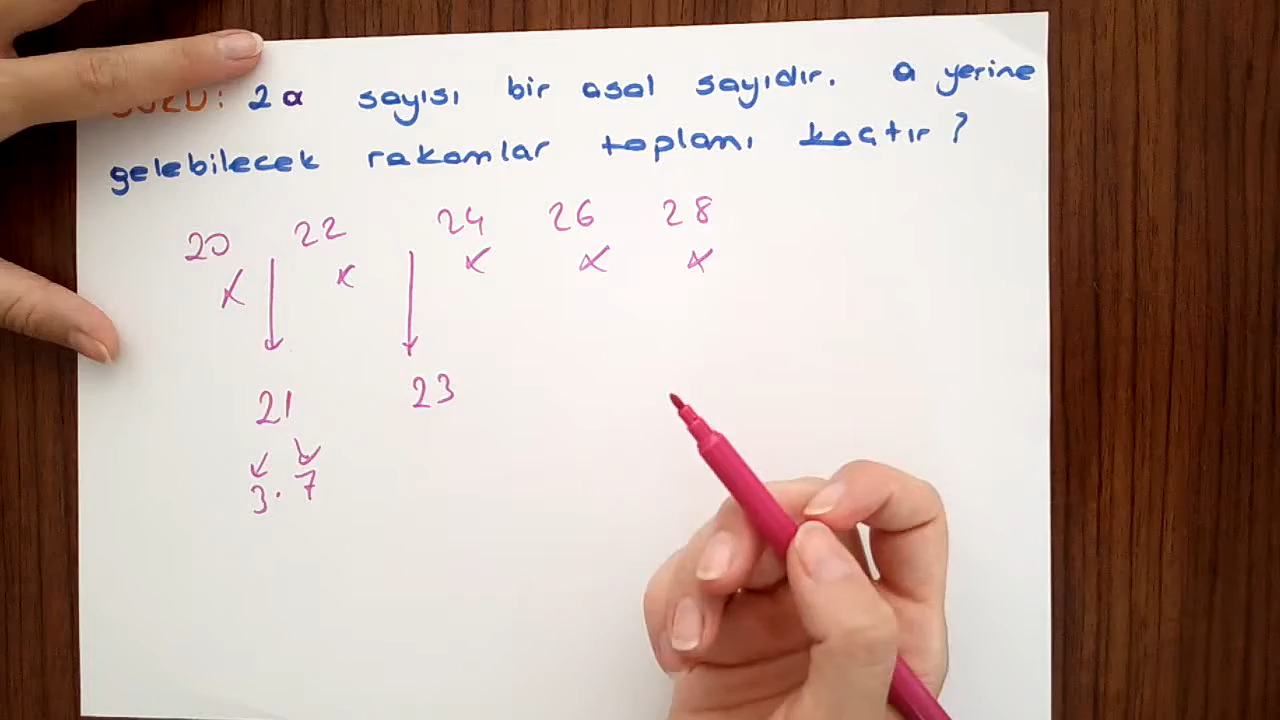 SORU: 2a sayısı bir asal sayıdır. a yerine
gelebilecek rakamlar toplamı kaçtır?
20 22 24 26 28
x x x x x
21 23
3.7